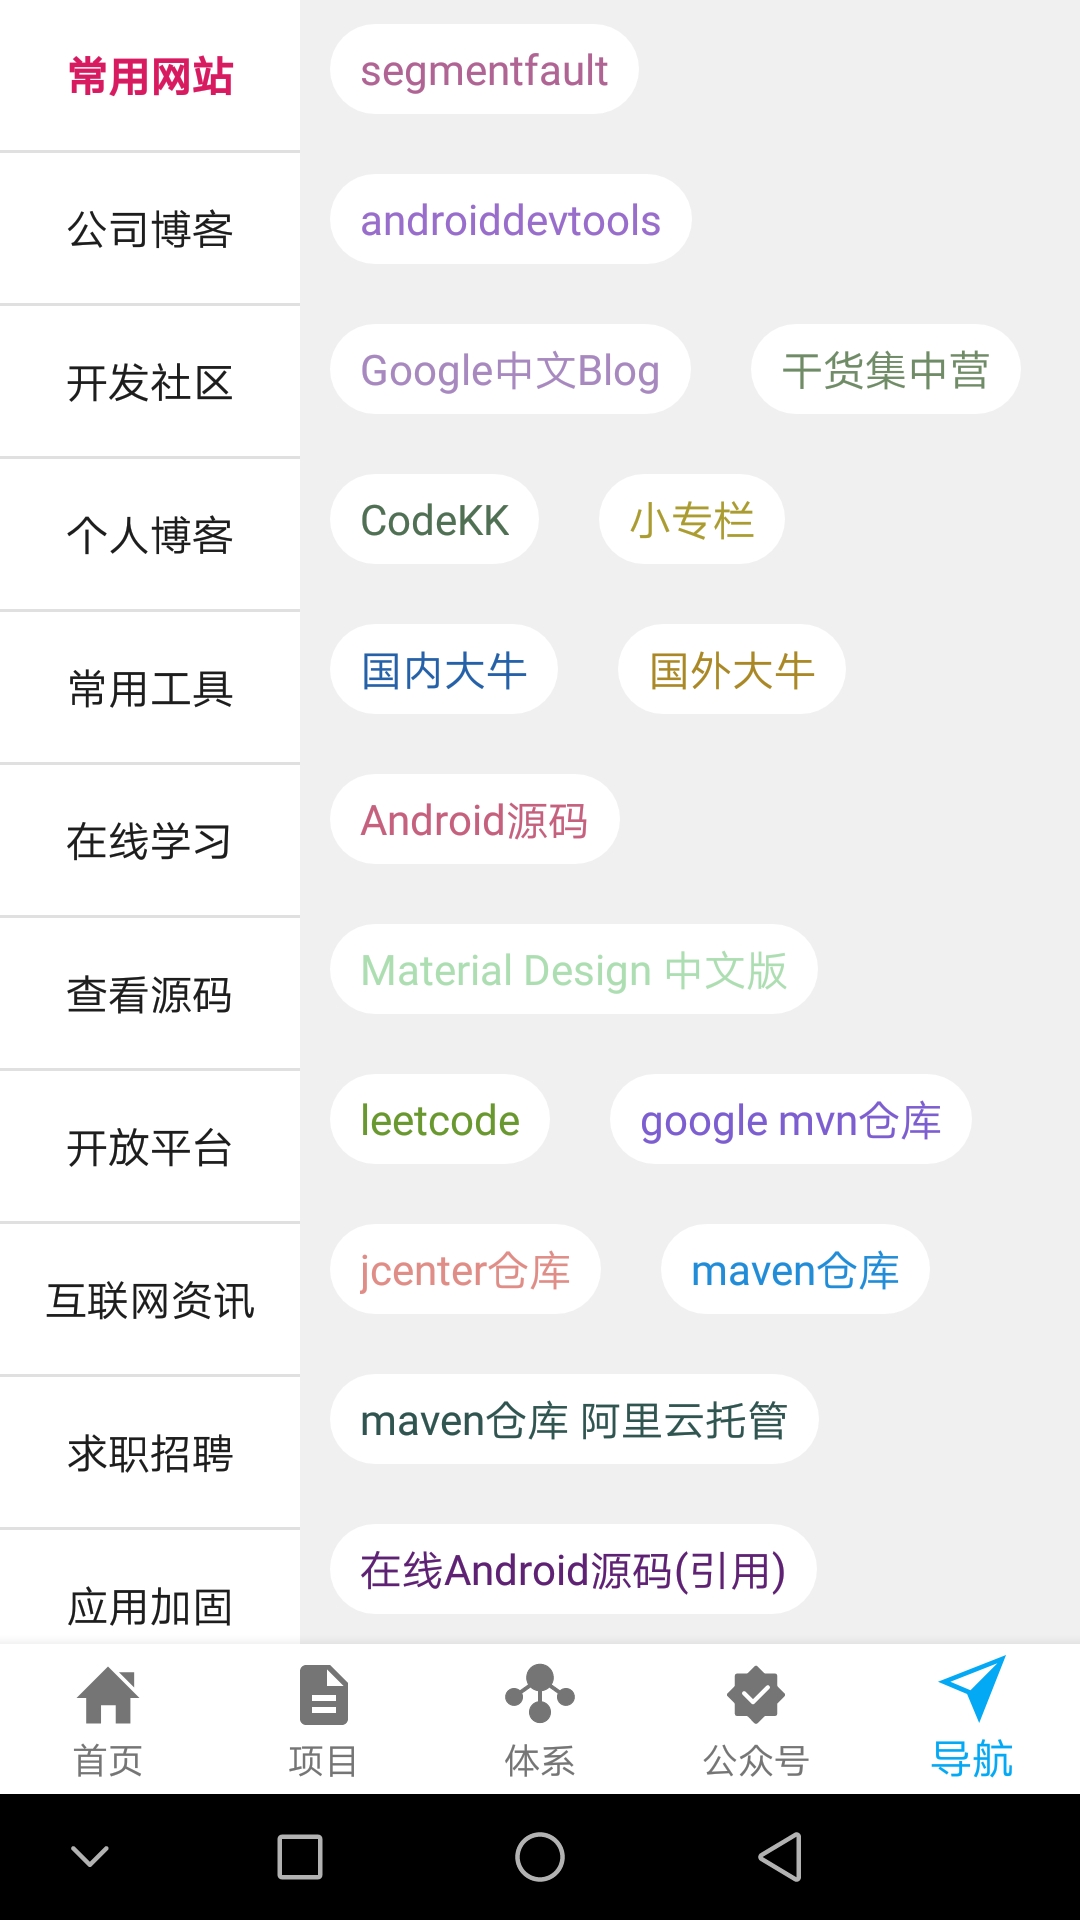 常用网站
公司博客
开发社区
个人博客
常用工具
在线学习
查看源码
开放平台
互联网资讯
求职招聘
应用加固
segmentfault
androiddevtools
Google中文Blog 干货集中营
CodeKK 小专栏
国内大牛 国外大牛
Android源码
Material Design 中文版
leetcode google mvn仓库
jcenter仓库 maven仓库
maven仓库 阿里云托管
在线Android源码(引用)
首页 项目 体系 公众号 导航